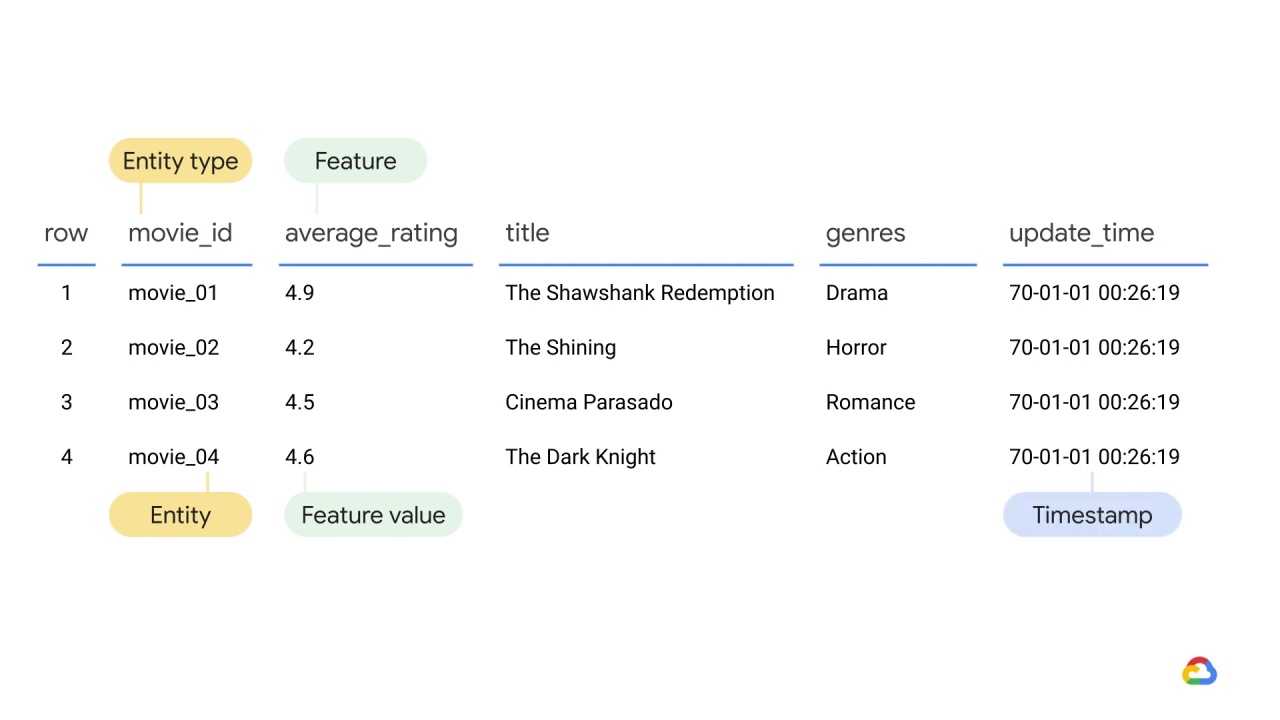 Entity type Feature
row movie_id average_rating title genres update_time
1 movie_01 4.9 The Shawshank Redemption Drama 70-01-01 00:26:19
2 movie_02 4.2 The Shining Horror 70-01-01 00:26:19
3 movie_03 4.5 Cinema Parasado Romance 70-01-01 00:26:19
4 movie_04 4.6 The Dark Knight Action 70-01-01 00:26:19
Entity Feature value Timestamp